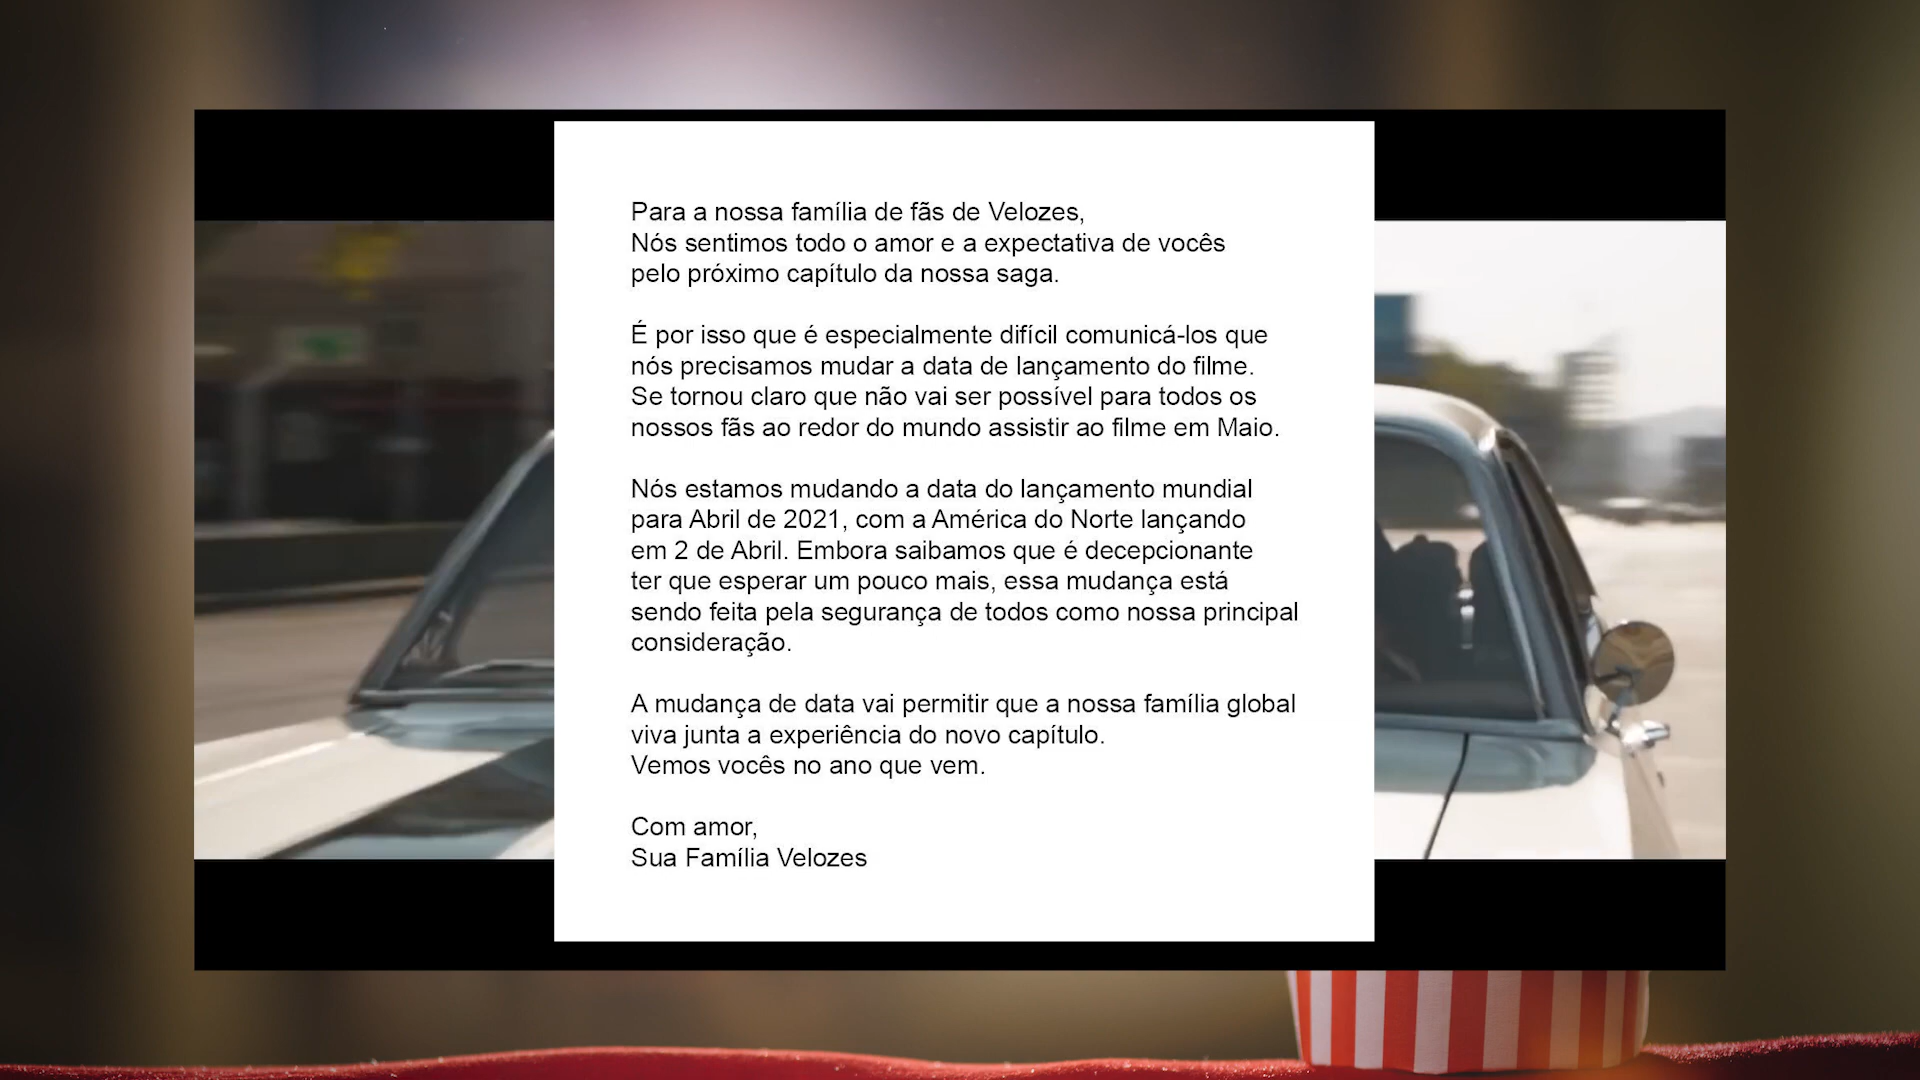 Para a nossa família de fãs de Velozes,
Nós sentimos todo o amor e a expectativa de vocês
pelo próximo capítulo da nossa saga.
É por isso que é especialmente difícil comunicá-los que
nós precisamos mudar a data de lançamento do filme.
Se tornou claro que não vai ser possível para todos os
nossos fãs ao redor do mundo assistir ao filme em Maio.
Nós estamos mudando a data do lançamento mundial
para Abril de 2021, com a América do Norte lançando
em 2 de Abril. Embora saibamos que é decepcionante
ter que esperar um pouco mais, essa mudança está
sendo feita pela segurança de todos como nossa principal
consideração.
A mudança de data vai permitir que a nossa família global
viva junta a experiência do novo capítulo.
Vemos vocês no ano que vem.
Com amor,
Sua Família Velozes